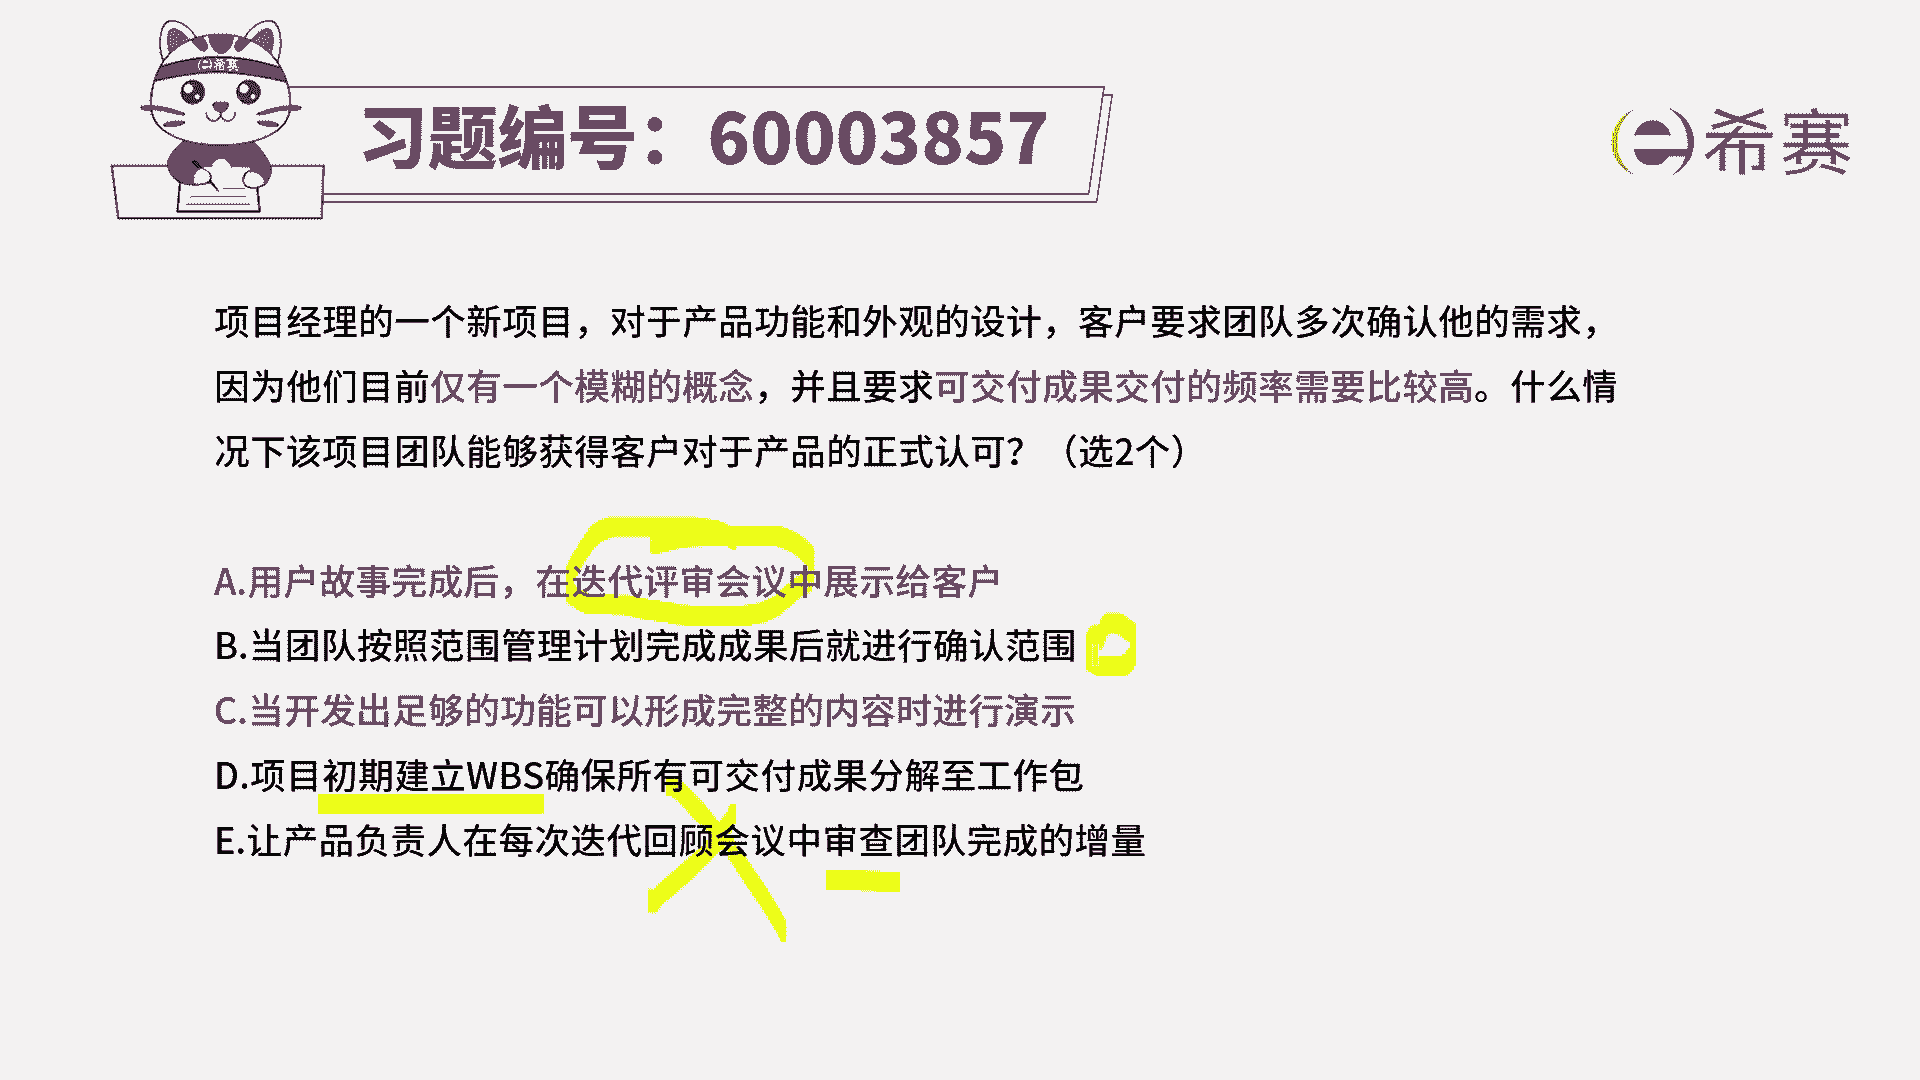 希赛
习题编号：60003857
希赛
项目经理的一个新项目，对于产品功能和外观的设计，客户要求团队多次确认他的需求，
因为他们目前仅有一个模糊的概念，并且要求可交付成果交付的频率需要比较高。什么情
况下该项目团队能够获得客户对于产品的正式认可？（选2个）
A.用户故事完成后，在迭代评审会议中展示给客户
B.当团队按照范围管理计划完成成果后就进行确认范围
C.当开发出足够的功能可以形成完整的内容时进行演示
D.项目初期建立WBS确保所有可交付成果分解至工作包
E.让产品负责人在每次迭代回顾会议中审查团队完成的增量